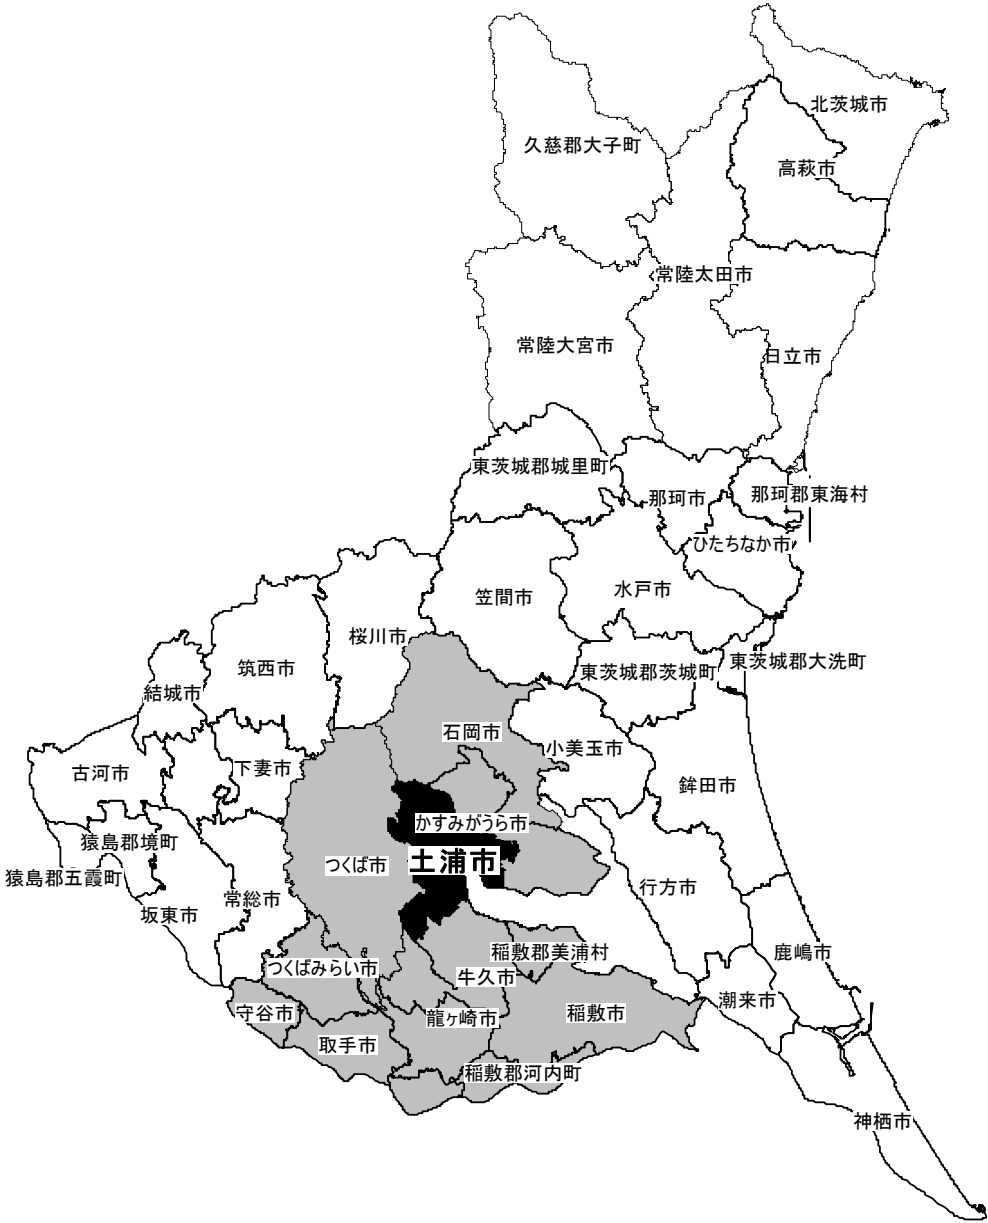 北茨城市
久慈郡大子町
高萩市
常陸太田市
常陸大宮市
日立市
東茨城郡城里町
那珂市
那珂郡東海村
ひたちなか市
水戸市
笠間市
桜川市
東茨城郡大洗町
東茨城郡茨城町
筑西市
結城市
石岡市
小美玉市
下妻市
古河市
鉾田市
かすみがうら市
猿島郡境町
土浦市
つくば市
猿島郡五霞町
行方市
常総市
坂東市
稲敷郡美浦村
鹿嶋市
つくばみらい市
牛久市
潮来市
守谷市
龍ヶ崎市
稲敷市
取手市
稲敷郡河内町
神栖市